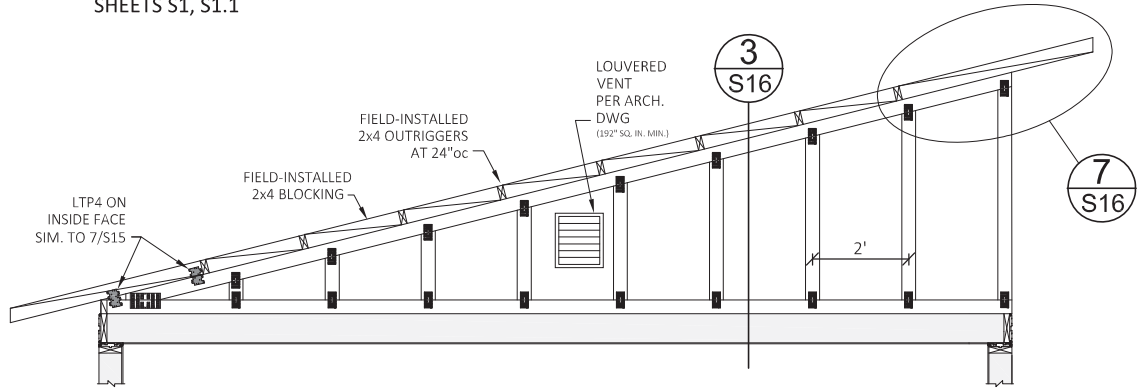 SHEETS S1, S1.1
3
S16
LOUVERED
VENT
PER ARCH.
DWG
(192" SQ. IN. MIN.)
FIELD-INSTALLED
2x4 OUTRIGGERS
AT 24"oc
FIELD-INSTALLED
2x4 BLOCKING
7
S16
LTP4 ON
INSIDE FACE
SIM. TO 7/S15
2'